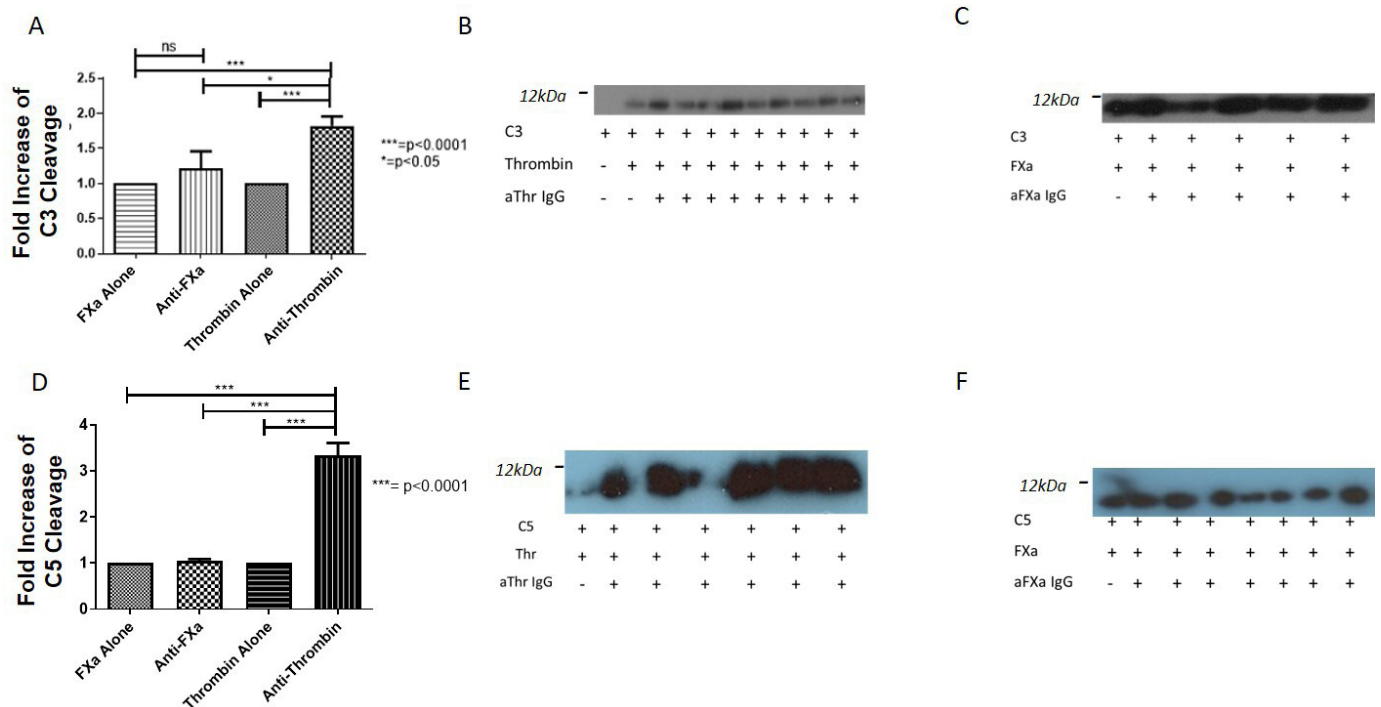 A
ns
***
*
***
2.5
2.0
1.5
1.0
0.5
0.0
Fold Increase of
C3 Cleavage
FXa Alone
Anti-FXa
Thrombin Alone
Anti-Thrombin
***=p<0.0001
*=p<0.05
B
12kDa
C3 + + + + + + + + + + +
Thrombin - + + + + + + + + + +
aThr IgG - - + + + + + + + + +
C
12kDa
C3 + + + + + +
FXa + + + + + +
aFXa IgG - + + + + +
D
***
***
***
4
3
2
1
0
Fold Increase of
C5 Cleavage
FXa Alone
Anti-FXa
Thrombin Alone
Anti-Thrombin
***= p<0.0001
E
12kDa
C5 + + + + + + +
Thr + + + + + + +
aThr IgG - + + + + + +
F
12kDa
C5 + + + + + + + +
FXa + + + + + + + +
aFXa IgG - + + + + + + +